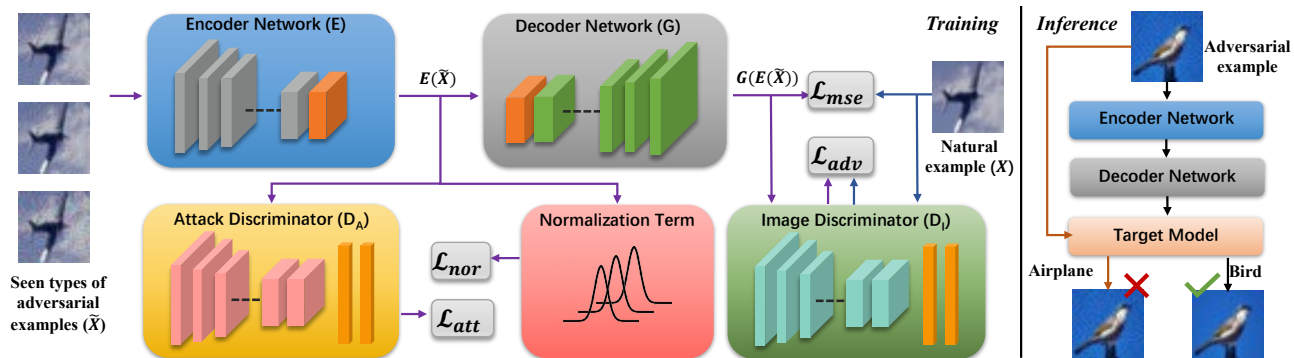 Encoder Network (E)
Decoder Network (G)
Training
Inference
E(X̃)
G(E(X̃))
ℒmse
ℒadv
Natural
example (X)
Adversarial
example
Encoder Network
Decoder Network
Target Model
Airplane
Bird
Attack Discriminator (DA)
Normalization Term
Image Discriminator (DI)
ℒnor
ℒatt
Seen types of
adversarial
examples (X̃)